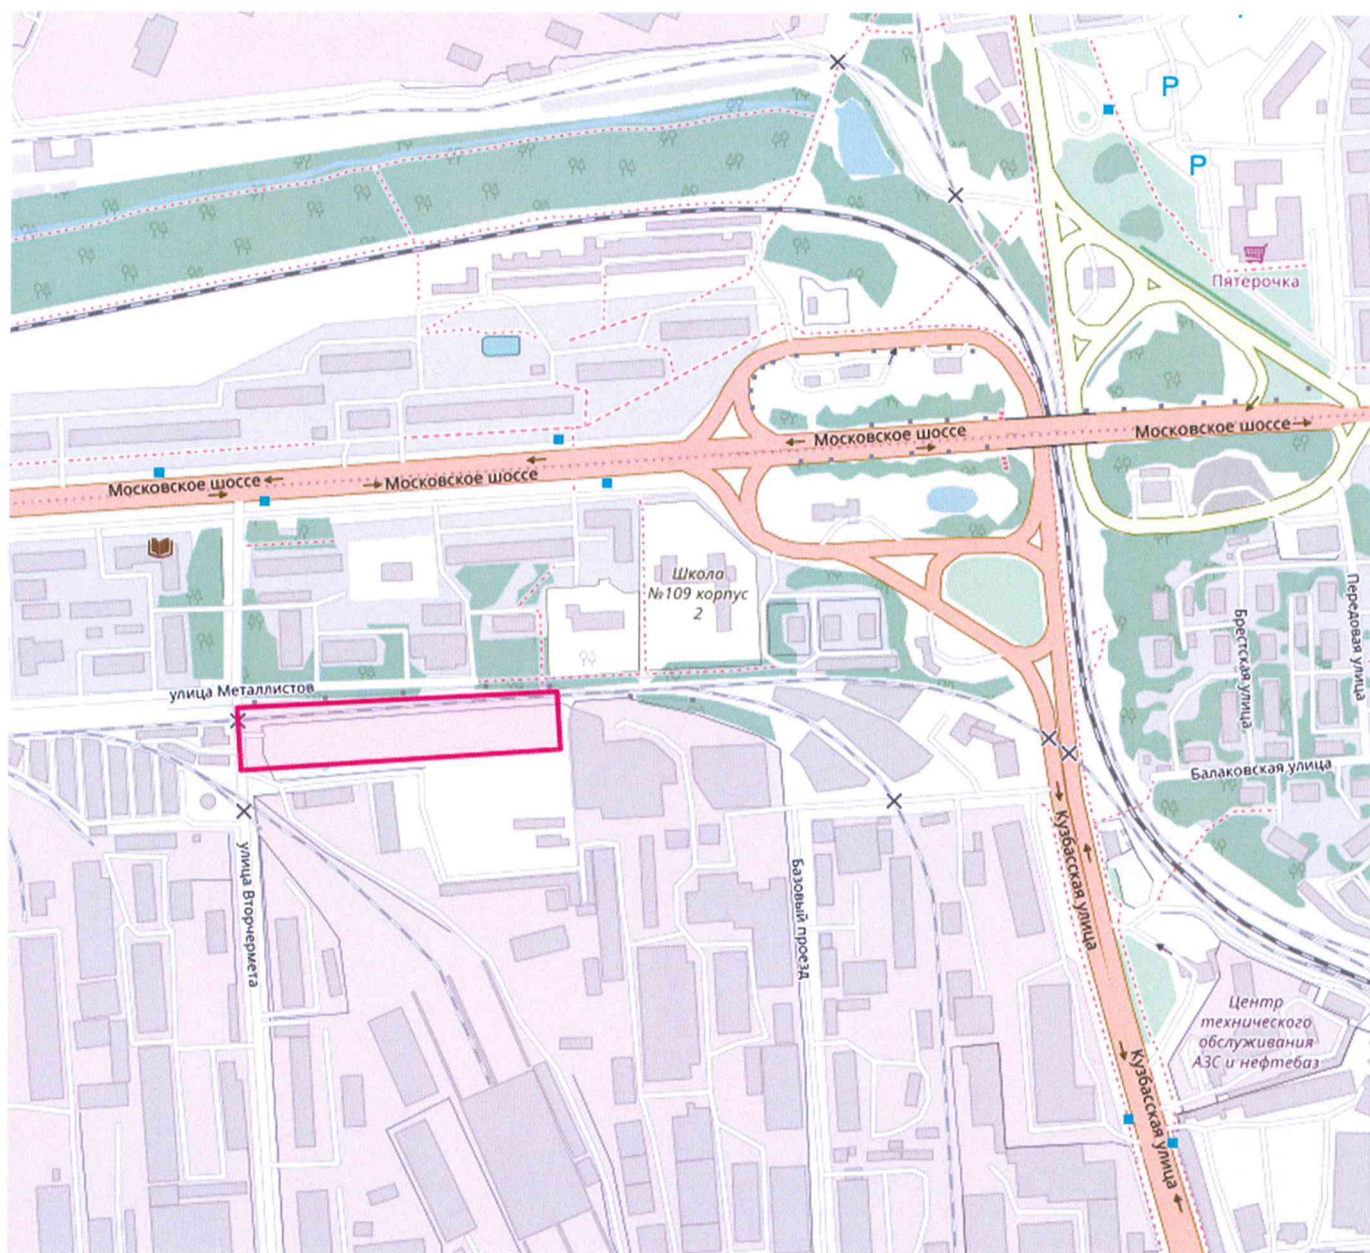 P
P
Пятерочка
Московское шоссе
Московское шоссе
Московское шоссе
Московское шоссе
Школа
№109 корпус
2
Передовая улица
Брестская улица
улица Металлистов
Балаковская улица
улица Вторчермета
Базовый проезд
Кузбасская улица
Центр
технического
обслуживания
АЗС и нефтебаз
Кузбасская улица